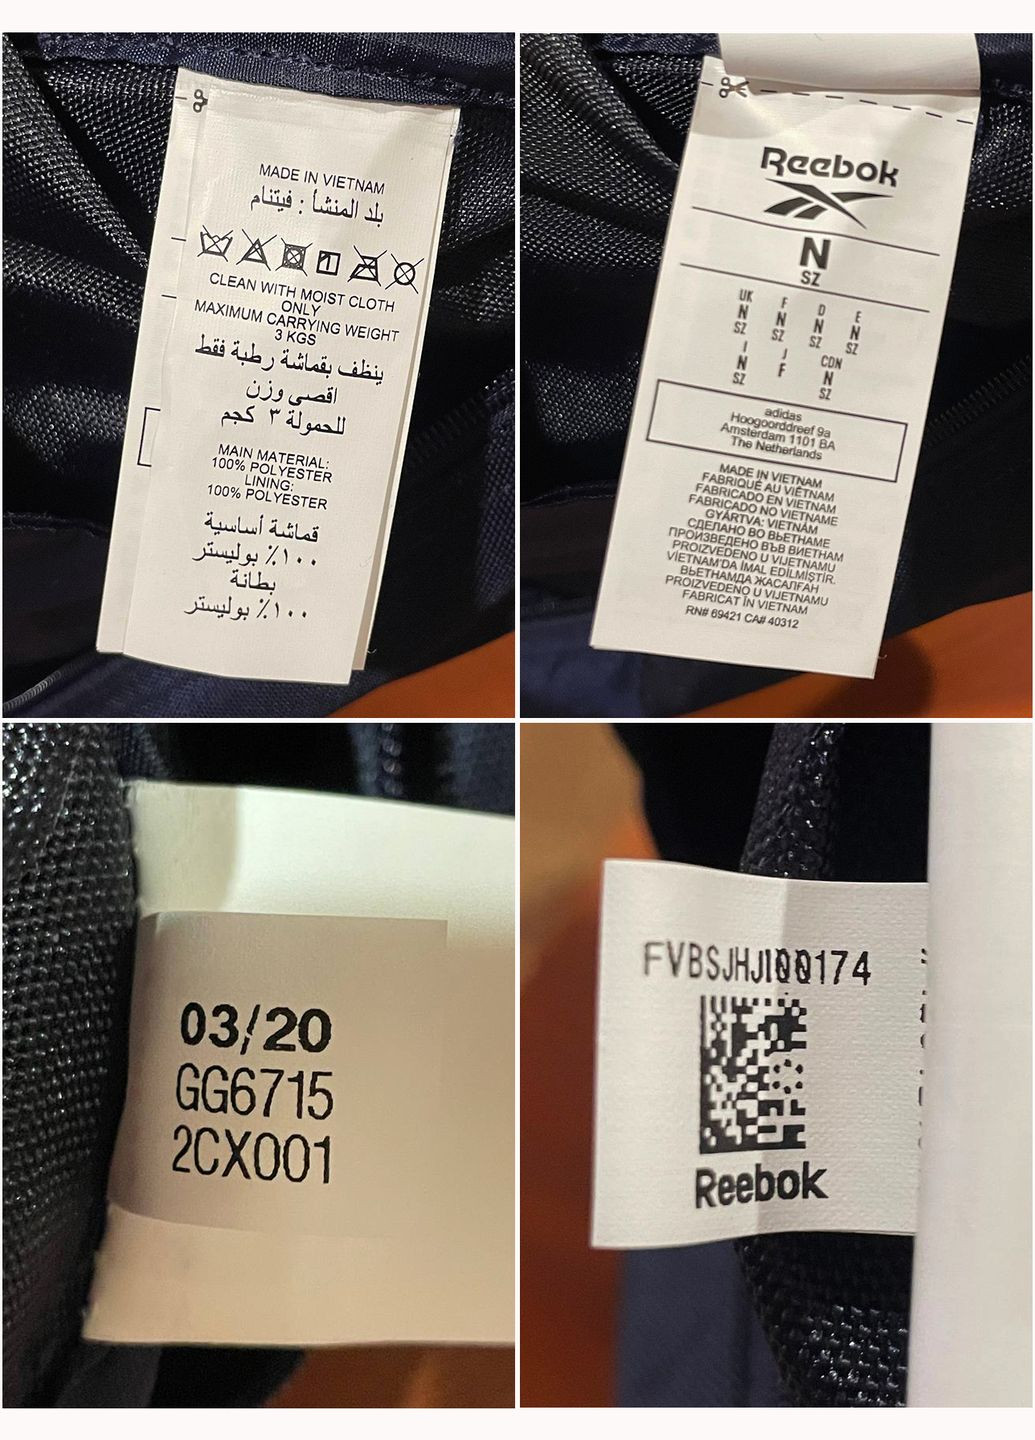 MADE IN VIETNAM
بلد المنشأ : فيتنام
CLEAN WITH MOIST CLOTH
ONLY
MAXIMUM CARRYING WEIGHT
3 KGS
ينظف بقماشة رطبة فقط
اقصى وزن
للحمولة ٣ كجم
MAIN MATERIAL:
100% POLYESTER
LINING:
100% POLYESTER
قماشة أساسية
١٠٠٪ بوليستر
بطانة
١٠٠٪ بوليستر
Reebok
N
SZ
UK F D E
N N N N
SZ SZ SZ SZ
I J CDN
N F N
SZ SZ
adidas
Hoogoorddreef 9a
Amsterdam 1101 BA
The Netherlands
MADE IN VIETNAM
FABRIQUÉ AU VIÊTNAM
FABRICADO EN VIETNAM
FABRICADO NO VIETNAME
GYÁRTVA: VIETNÁM
СДЕЛАНО ВО ВЬЕТНАМЕ
ПРОИЗВЕДЕНО ВЪВ ВИЕТНАМ
PROIZVEDENO U VIJETNAMU
VIETNAM'DA İMAL EDİLMİŞTİR.
ВЬЕТНАМДА ЖАСАЛҒАН
PROIZVEDENO U VIJETNAMU
FABRICAT ÎN VIETNAM
RN# 69421 CA# 40312
03/20
GG6715
2CX001
FVBSJHJI00174
Reebok